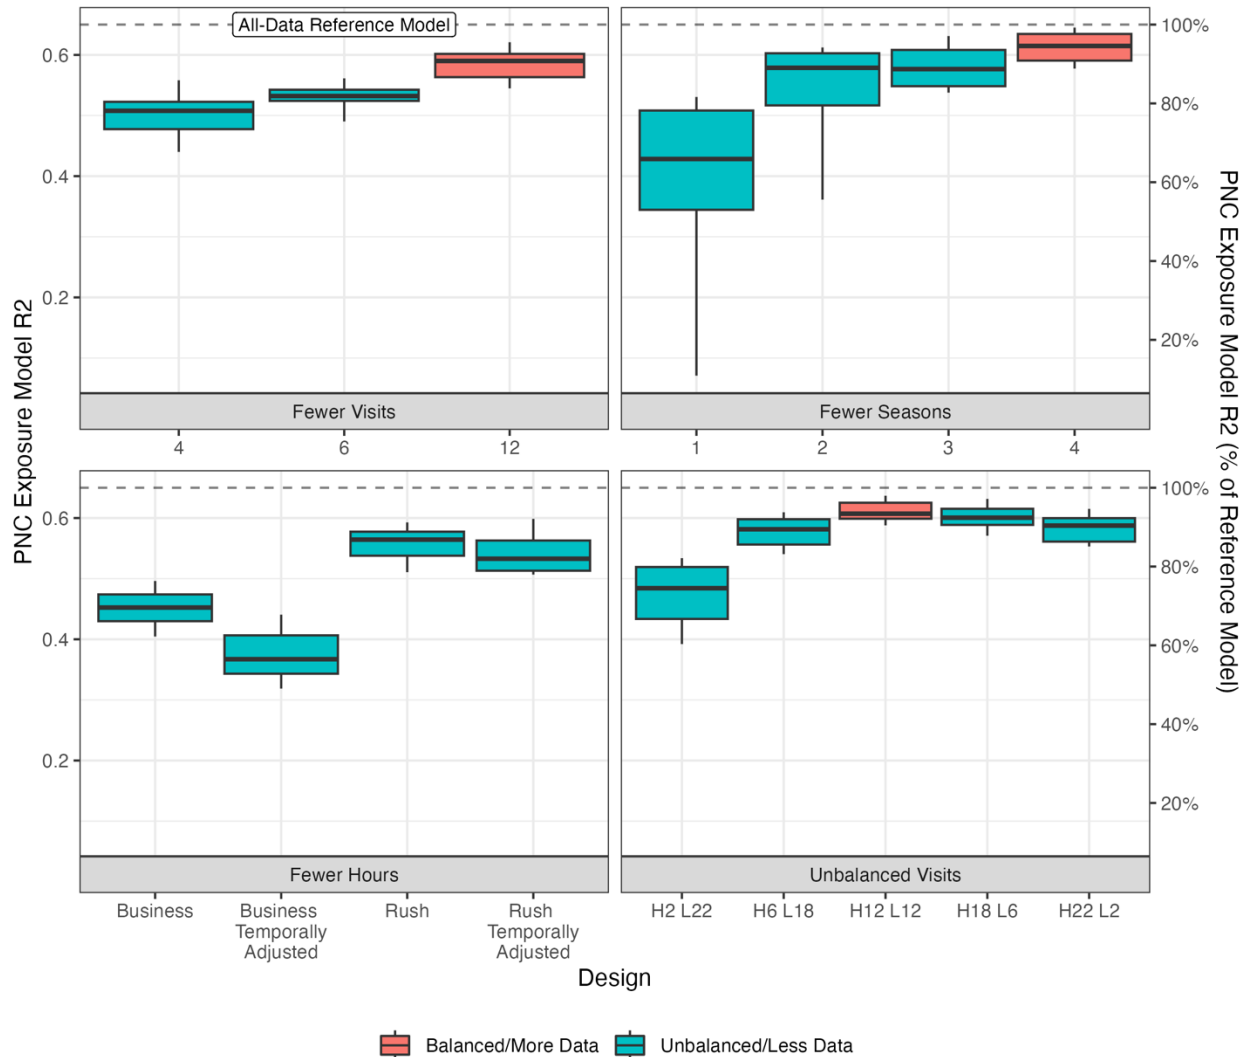 PNC Exposure Model R2
All-Data Reference Model
0.6
0.4
0.2
Fewer Visits
4 6 12
100%
80%
60%
40%
20%
Fewer Seasons
1 2 3 4
0.6
0.4
0.2
Fewer Hours
Business
Business
Temporally
Adjusted
Rush
Rush
Temporally
Adjusted
100%
80%
60%
40%
20%
Unbalanced Visits
H2 L22 H6 L18 H12 L12 H18 L6 H22 L2
PNC Exposure Model R2 (% of Reference Model)
Design
Balanced/More Data Unbalanced/Less Data